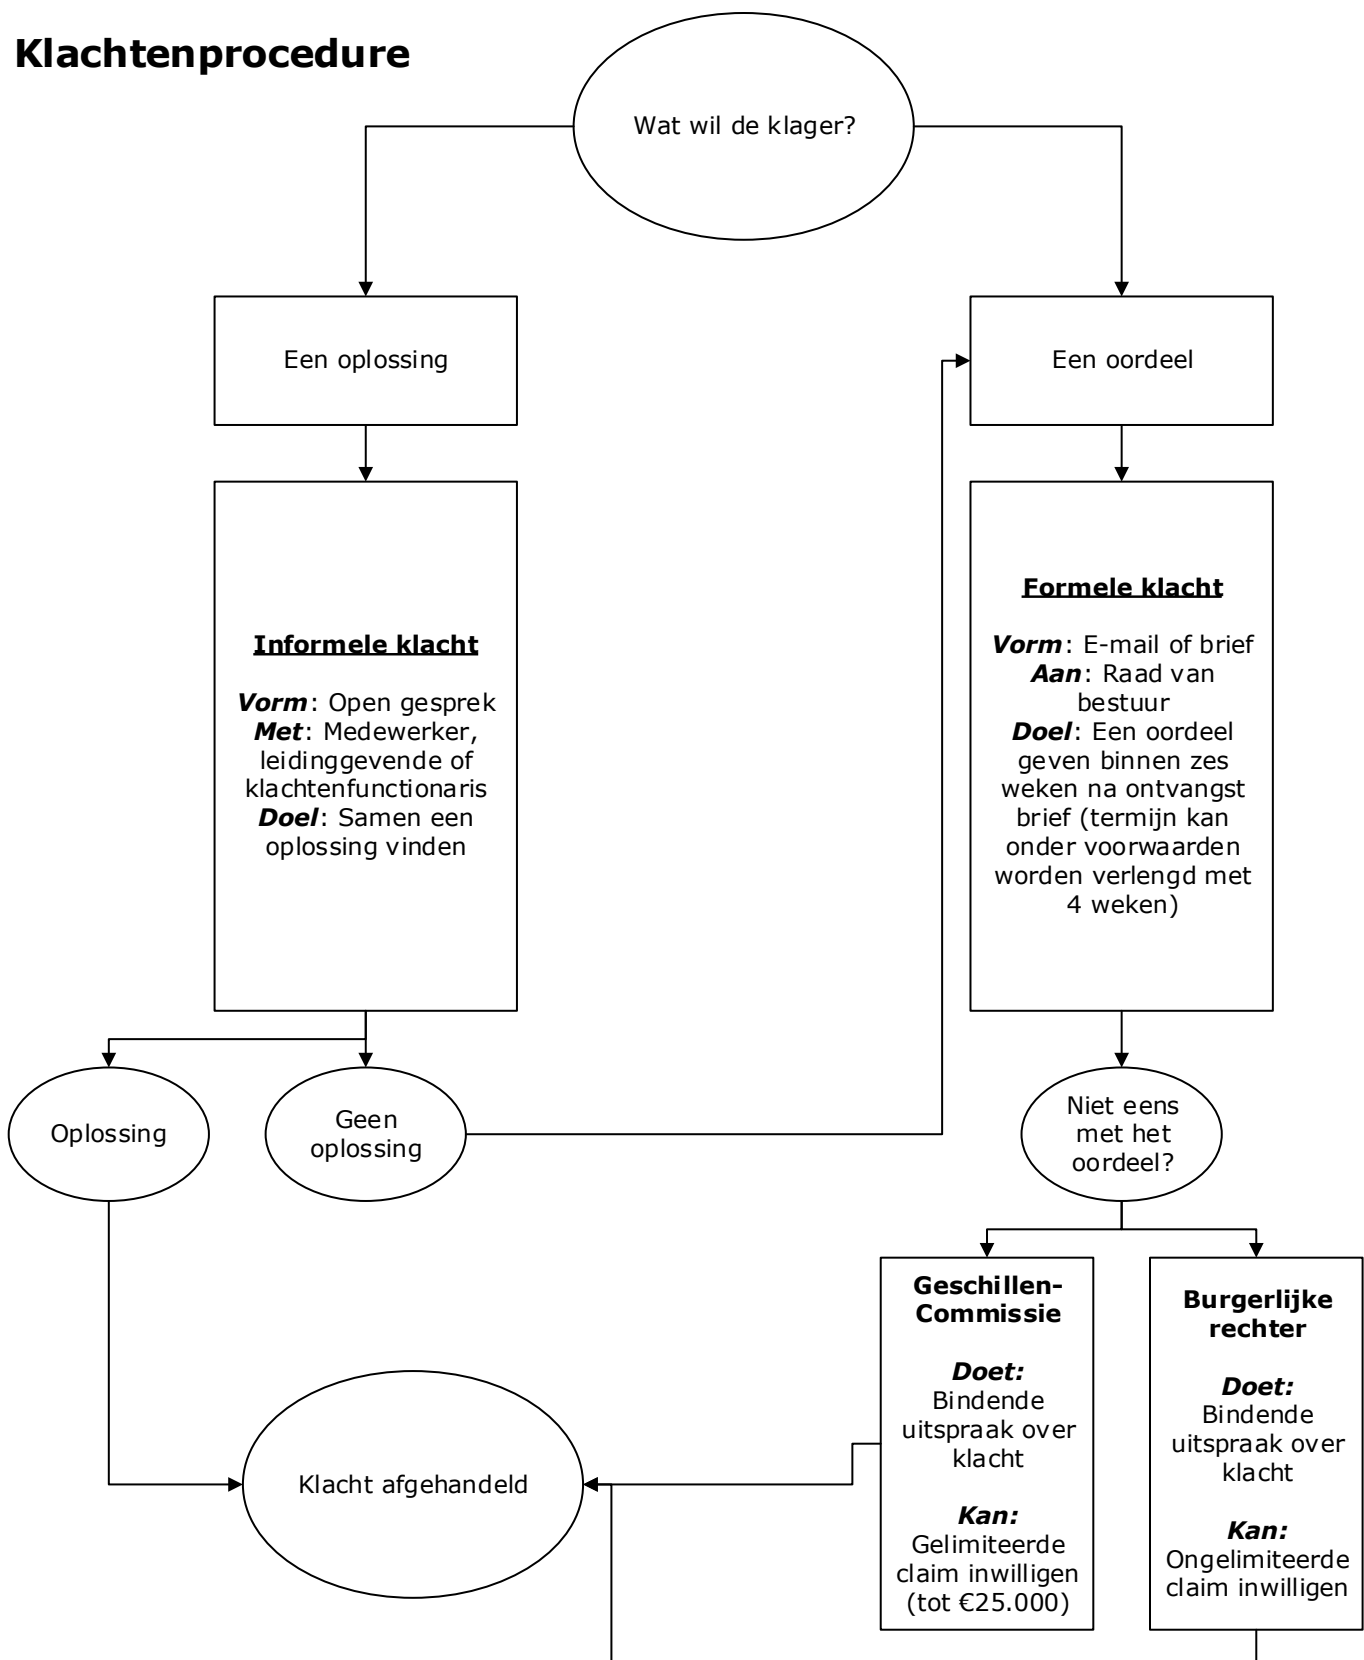 Klachtenprocedure
Wat wil de klager?
Een oplossing
Een oordeel
Informele klacht
Vorm: Open gesprek
Met: Medewerker,
leidinggevende of
klachtenfunctionaris
Doel: Samen een
oplossing vinden
Formele klacht
Vorm: E-mail of brief
Aan: Raad van
bestuur
Doel: Een oordeel
geven binnen zes
weken na ontvangst
brief (termijn kan
onder voorwaarden
worden verlengd met
4 weken)
Oplossing
Geen
oplossing
Niet eens
met het
oordeel?
Geschillen-
Commissie
Doet:
Bindende
uitspraak over
klacht
Kan:
Gelimiteerde
claim inwilligen
(tot €25.000)
Burgerlijke
rechter
Doet:
Bindende
uitspraak over
klacht
Kan:
Ongelimiteerde
claim inwilligen
Klacht afgehandeld